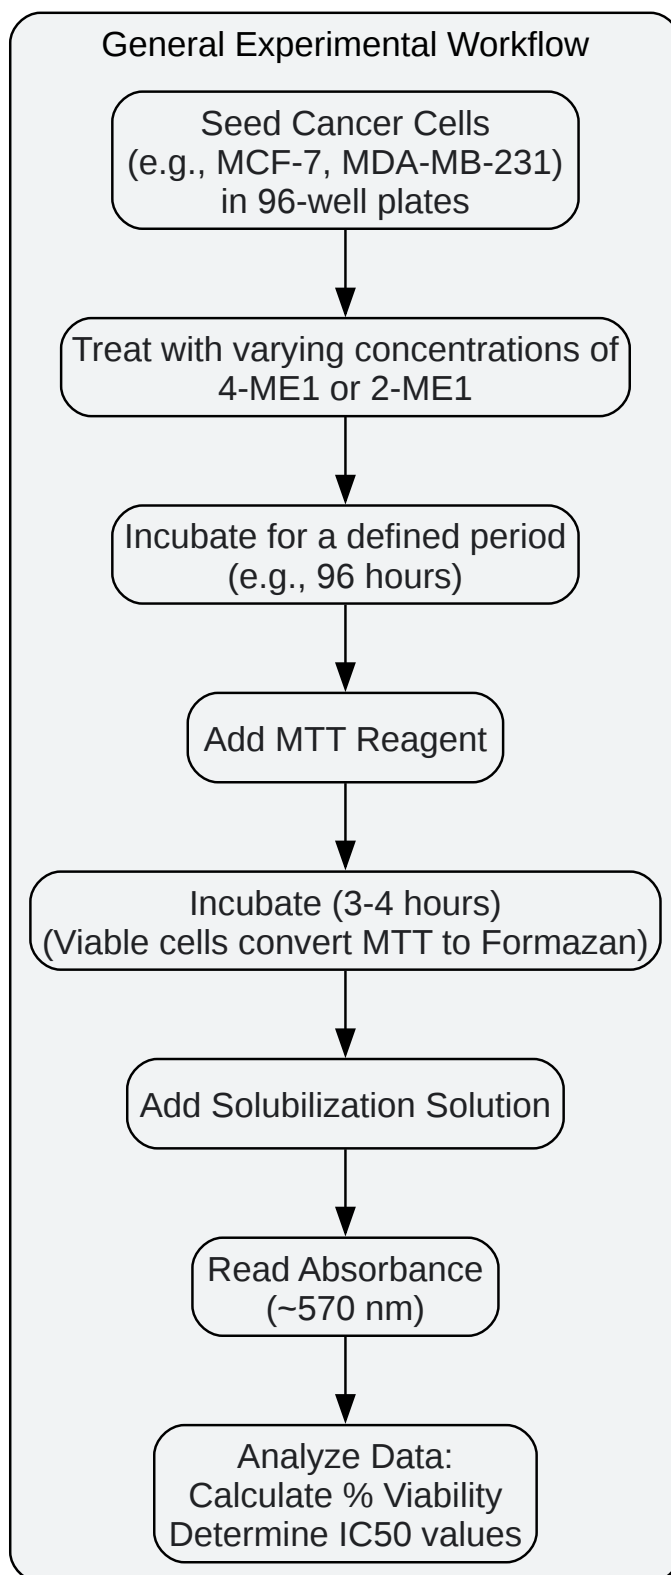 General Experimental Workflow
Seed Cancer Cells
(e.g., MCF-7, MDA-MB-231)
in 96-well plates
Treat with varying concentrations of
4-ME1 or 2-ME1
Incubate for a defined period
(e.g., 96 hours)
Add MTT Reagent
Incubate (3-4 hours)
(Viable cells convert MTT to Formazan)
Add Solubilization Solution
Read Absorbance
(~570 nm)
Analyze Data:
Calculate % Viability
Determine IC50 values